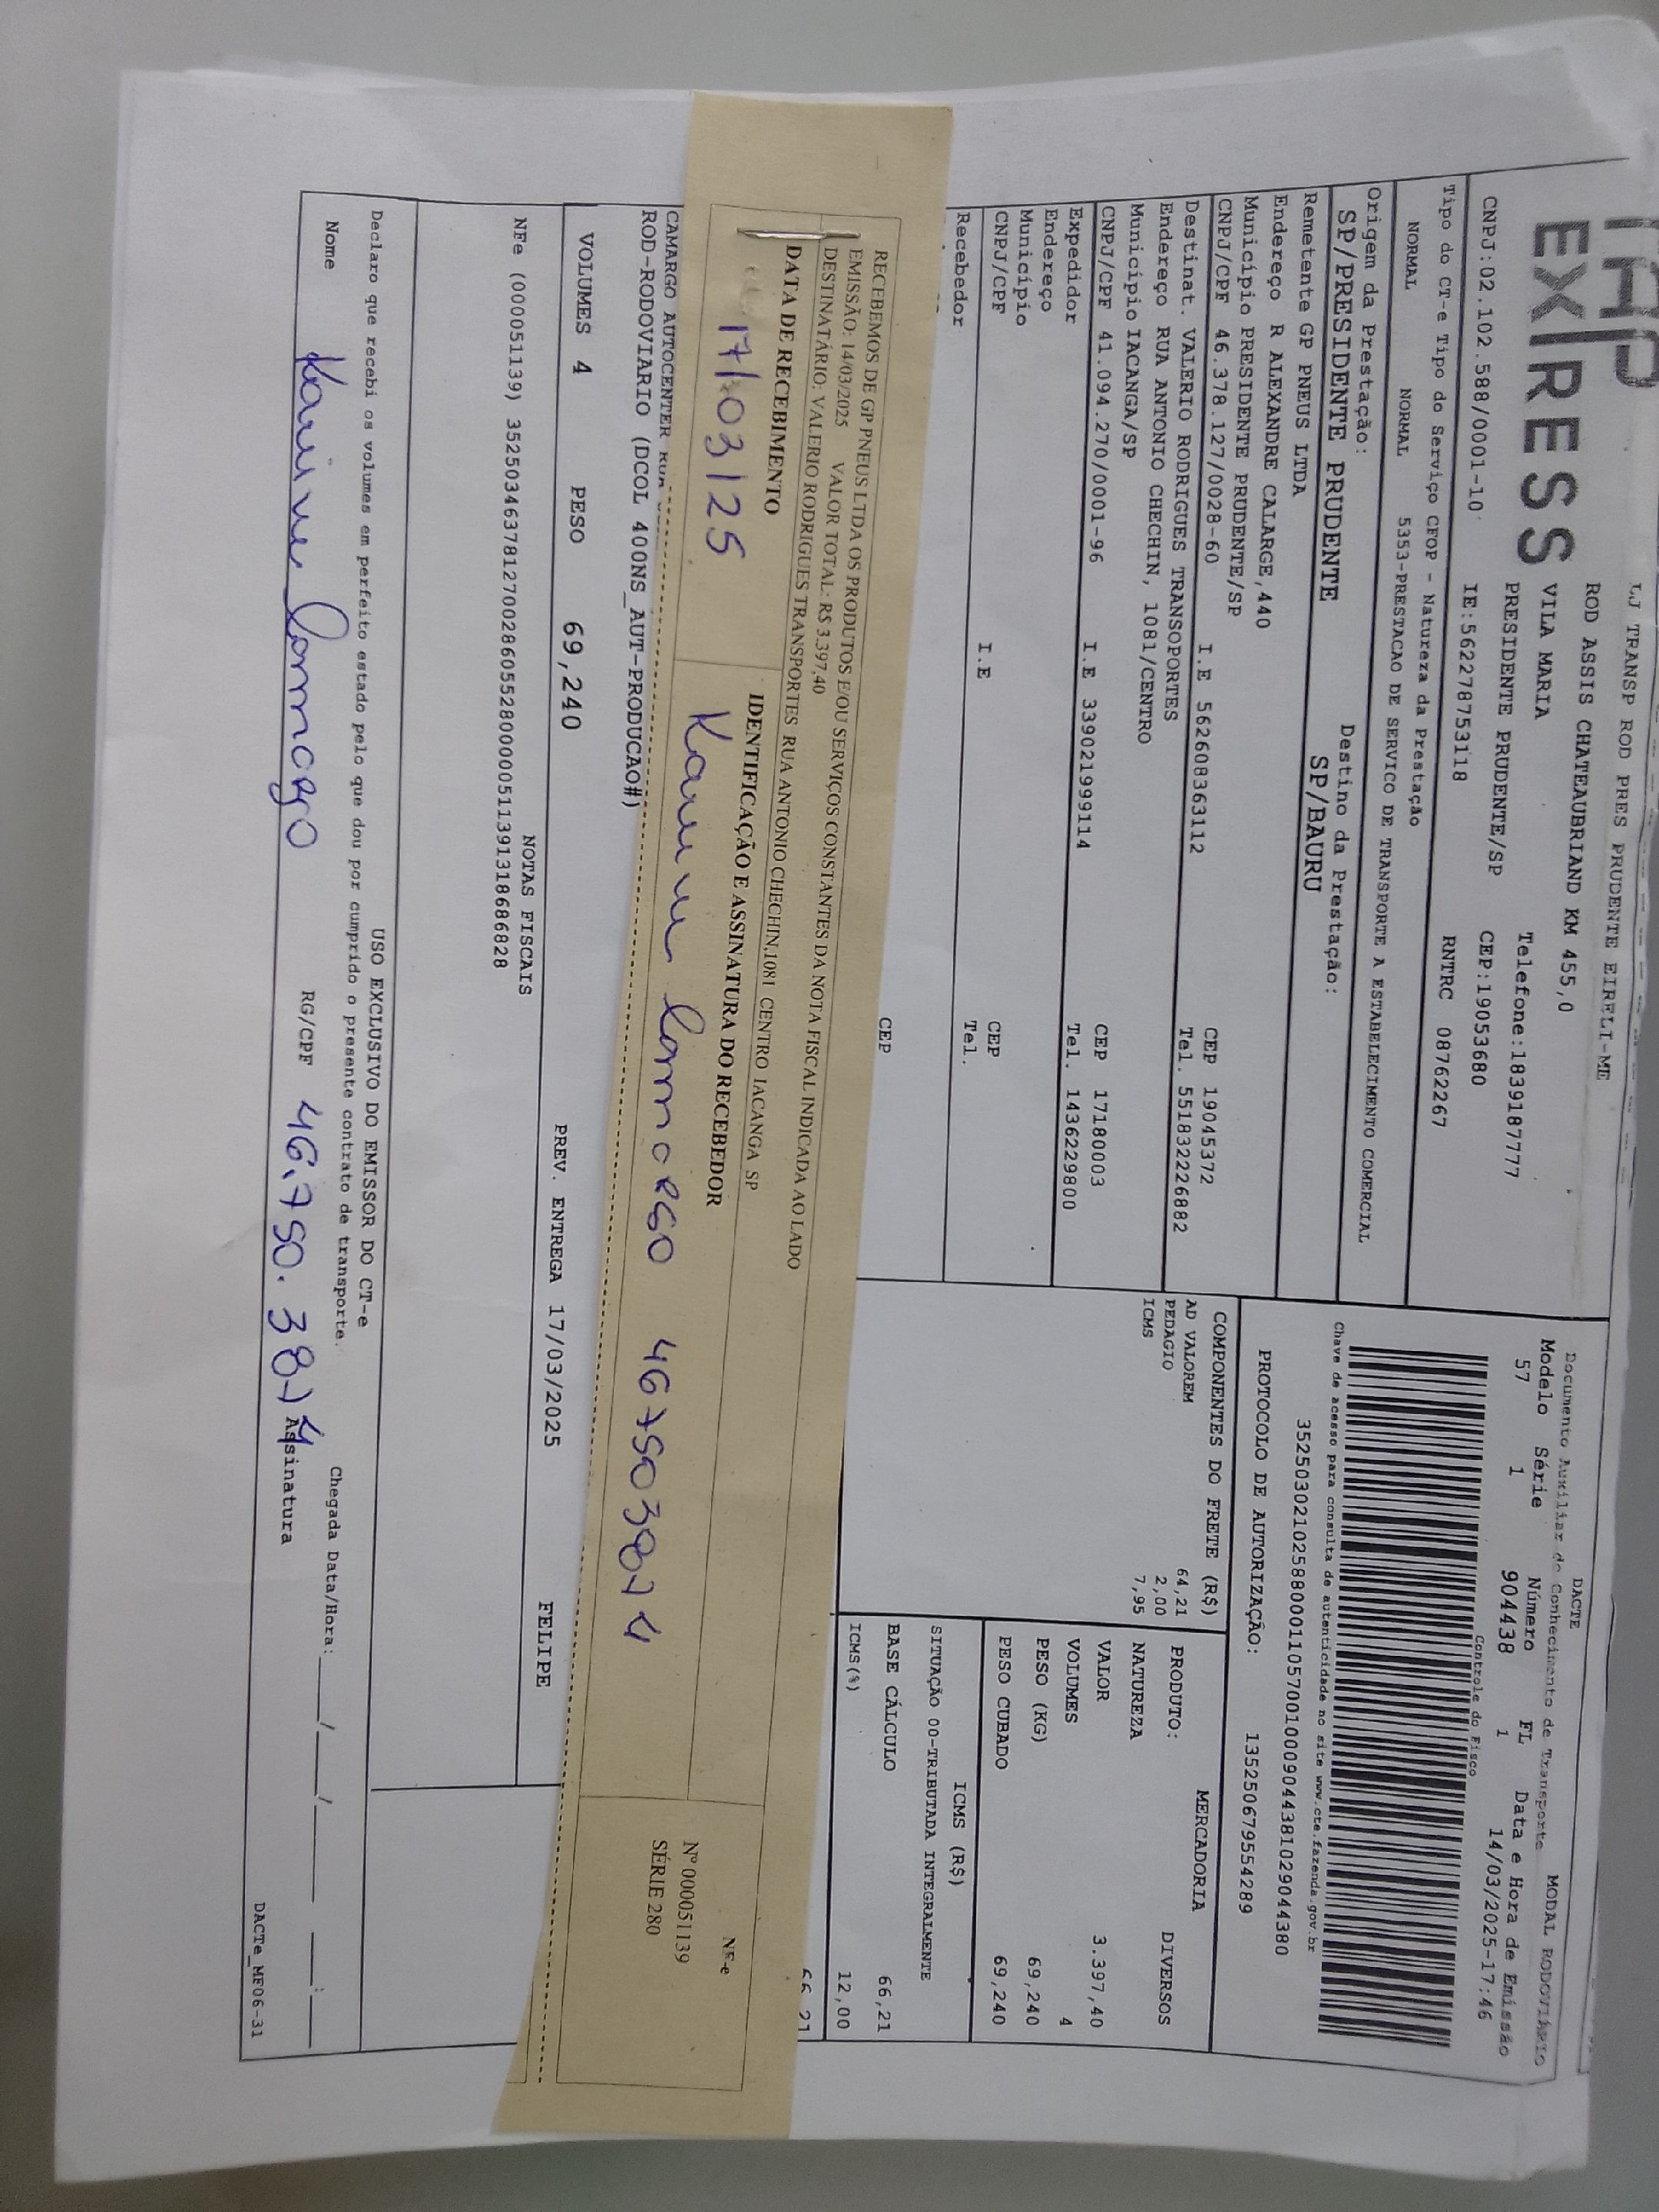 TAP
EXPRESS
LJ TRANSP ROD PRES PRUDENTE EIRELI-ME
ROD ASSIS CHATEAUBRIAND KM 455,0
VILA MARIA
PRESIDENTE PRUDENTE/SP Telefone:1839187777
CNPJ:02.102.588/0001-10 IE:562278753118 CEP:19053680
Tipo do CT-e Tipo do Serviço CFOP - Natureza da Prestação RNTRC 08762267
NORMAL NORMAL 5353-PRESTACAO DE SERVICO DE TRANSPORTE A ESTABELECIMENTO COMERCIAL
Origem da Prestação: Destino da Prestação:
SP/PRESIDENTE PRUDENTE SP/BAURU
Remetente GP PNEUS LTDA
Endereço R ALEXANDRE CALARGE,440
Município PRESIDENTE PRUDENTE/SP CEP 19045372
CNPJ/CPF 46.378.127/0028-60 I.E 562608363112 Tel. 5518322226882
Destinat. VALERIO RODRIGUES TRANSOPORTES
Endereço RUA ANTONIO CHECHIN, 1081/CENTRO
Município IACANGA/SP CEP 17180003
CNPJ/CPF 41.094.270/0001-96 I.E 339021999114 Tel. 1436229800
Expedidor
Endereço
Município CEP
CNPJ/CPF I.E Tel.
Recebedor
CEP
DACTE MODAL RODOVIÁRIO
Documento Auxiliar de Conhecimento de Transporte
Modelo Série Número FL Data e Hora de Emissão
57 1 904438 1 14/03/2025-17:46
Controle do Fisco
Chave de acesso para consulta de autenticidade no site www.cte.fazenda.gov.br
35250302102588000110570010009044381029044380
PROTOCOLO DE AUTORIZAÇÃO: 135250679554289
COMPONENTES DO FRETE (R$)
AD VALOREM 64,21
PEDAGIO 2,00
ICMS 7,95
MERCADORIA
PRODUTO: DIVERSOS
NATUREZA
VALOR 3.397,40
VOLUMES 4
PESO (KG) 69,240
PESO CUBADO 69,240
ICMS (R$)
SITUAÇÃO 00-TRIBUTADA INTEGRALMENTE
BASE CÁLCULO 66,21
ICMS(%) 12,00
66,21
RECEBEMOS DE GP PNEUS LTDA OS PRODUTOS E/OU SERVIÇOS CONSTANTES DA NOTA FISCAL INDICADA AO LADO
EMISSÃO: 14/03/2025 VALOR TOTAL: R$ 3.397,40
DESTINATÁRIO: VALERIO RODRIGUES TRANSPORTES RUA ANTONIO CHECHIN,1081 CENTRO IACANGA SP
DATA DE RECEBIMENTO IDENTIFICAÇÃO E ASSINATURA DO RECEBEDOR
17/03/25 Karine Camargo 467503874
NF-e
Nº 000051139
SÉRIE 280
CAMARGO AUTOCENTER RUA
ROD-RODOVIARIO (DCOL 400NS_AUT-PRODUCAO#)
VOLUMES 4 PESO 69,240 PREV. ENTREGA 17/03/2025 FELIPE
NOTAS FISCAIS
NFe (000051139) 35250346378127002860552800000511391318686828
USO EXCLUSIVO DO EMISSOR DO CT-e
Declaro que recebi os volumes em perfeito estado pelo que dou por cumprido o presente contrato de transporte.
Chegada Data/Hora: / / :
Nome Karine Camargo RG/CPF 46.750.387 4 Assinatura
DACTe_MF06-31